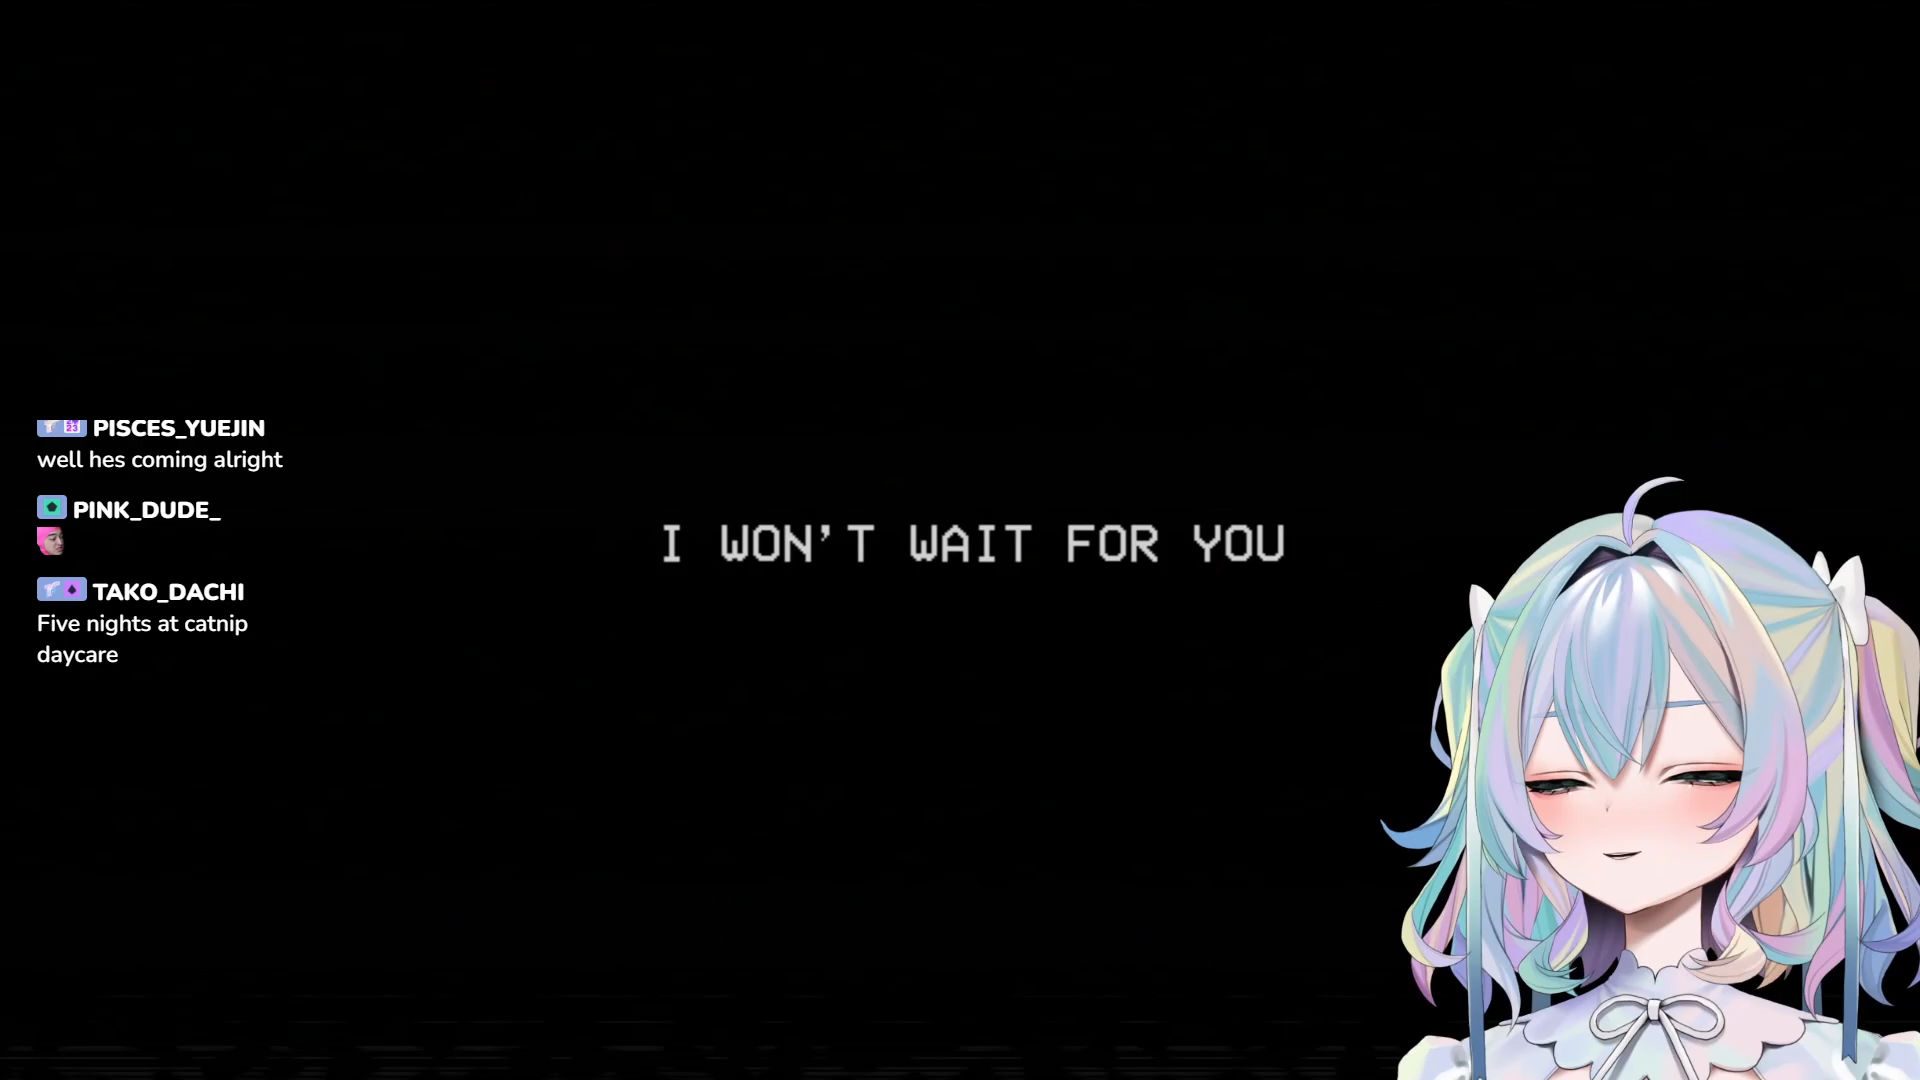 PISCES_YUEJIN
well hes coming alright
PINK_DUDE_
TAKO_DACHI
Five nights at catnip
daycare
I WON'T WAIT FOR YOU